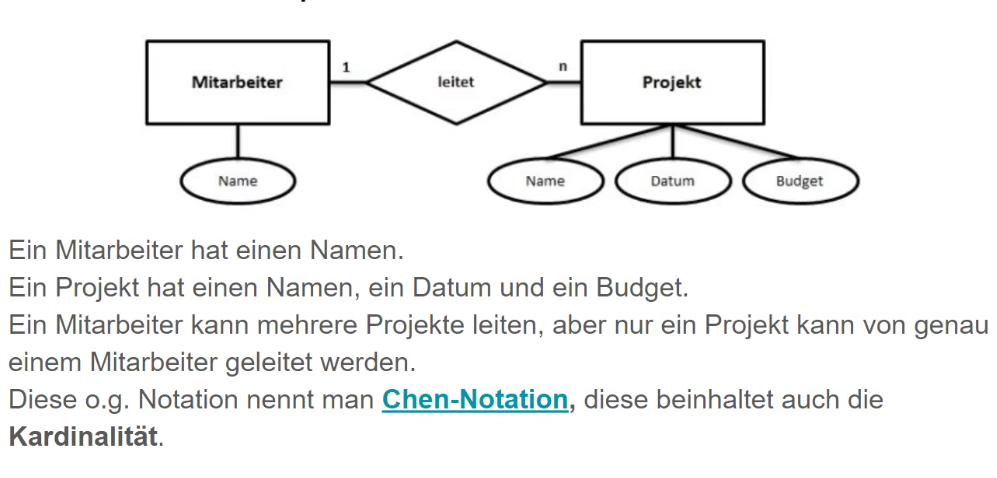 Mitarbeiter 1 leitet n Projekt
Name Name Datum Budget
Ein Mitarbeiter hat einen Namen.
Ein Projekt hat einen Namen, ein Datum und ein Budget.
Ein Mitarbeiter kann mehrere Projekte leiten, aber nur ein Projekt kann von genau
einem Mitarbeiter geleitet werden.
Diese o.g. Notation nennt man Chen-Notation, diese beinhaltet auch die
Kardinalität.